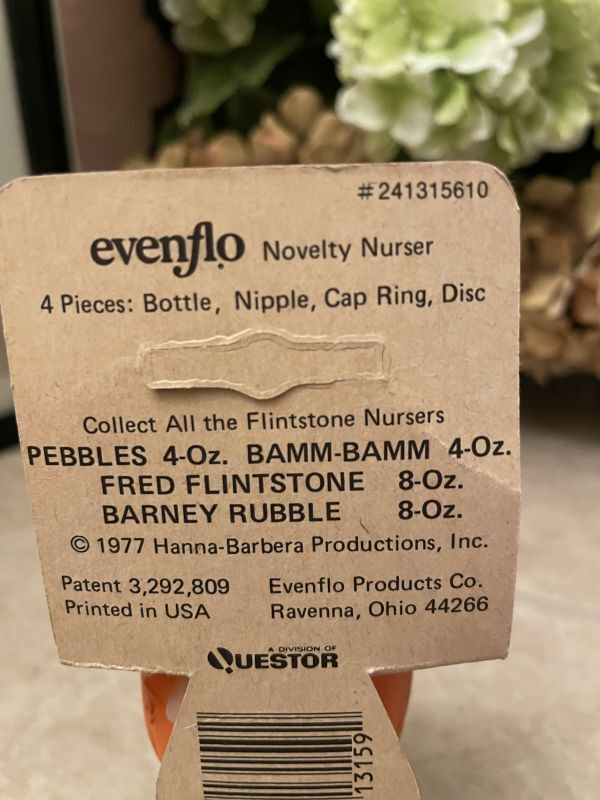 #241315610
evenflo Novelty Nurser
4 Pieces: Bottle, Nipple, Cap Ring, Disc
Collect All the Flintstone Nursers
PEBBLES 4-Oz. BAMM-BAMM 4-Oz.
FRED FLINTSTONE 8-Oz.
BARNEY RUBBLE 8-Oz.
© 1977 Hanna-Barbera Productions, Inc.
Patent 3,292,809 Evenflo Products Co.
Printed in USA Ravenna, Ohio 44266
A DIVISION OF
QUESTOR
13159